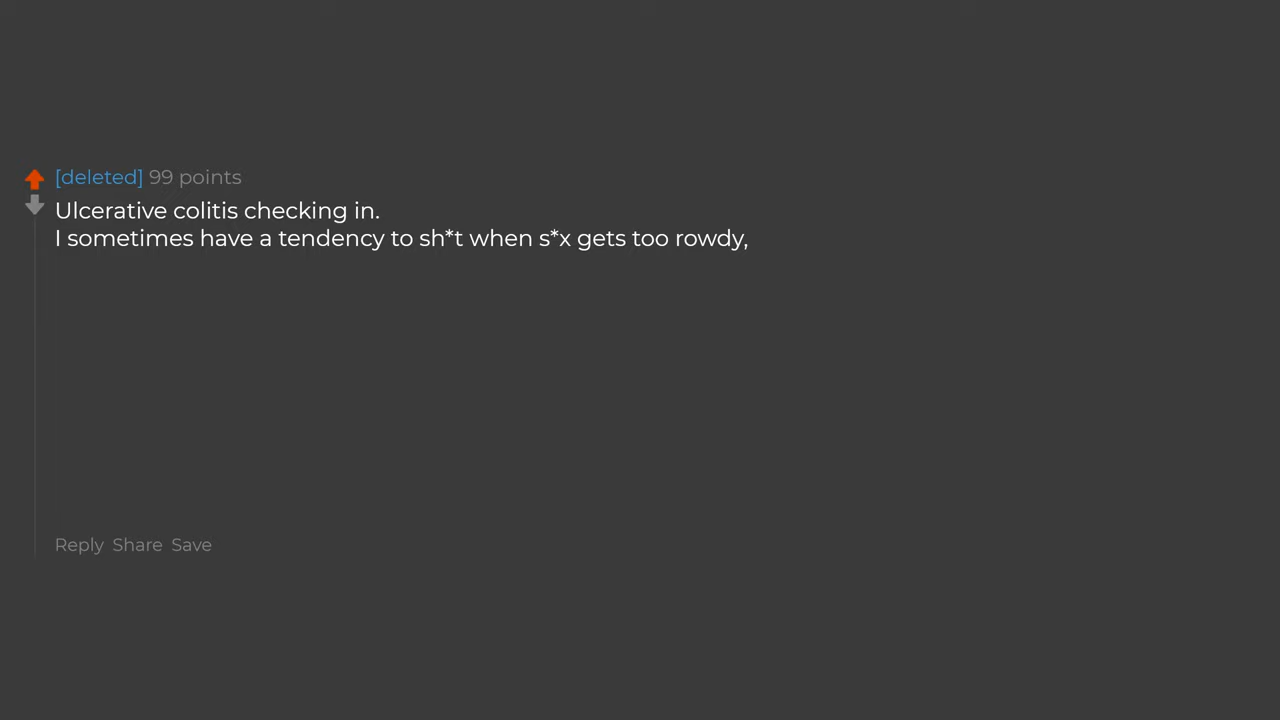 [deleted] 99 points
Ulcerative colitis checking in.
I sometimes have a tendency to sh*t when s*x gets too rowdy,
Reply Share Save